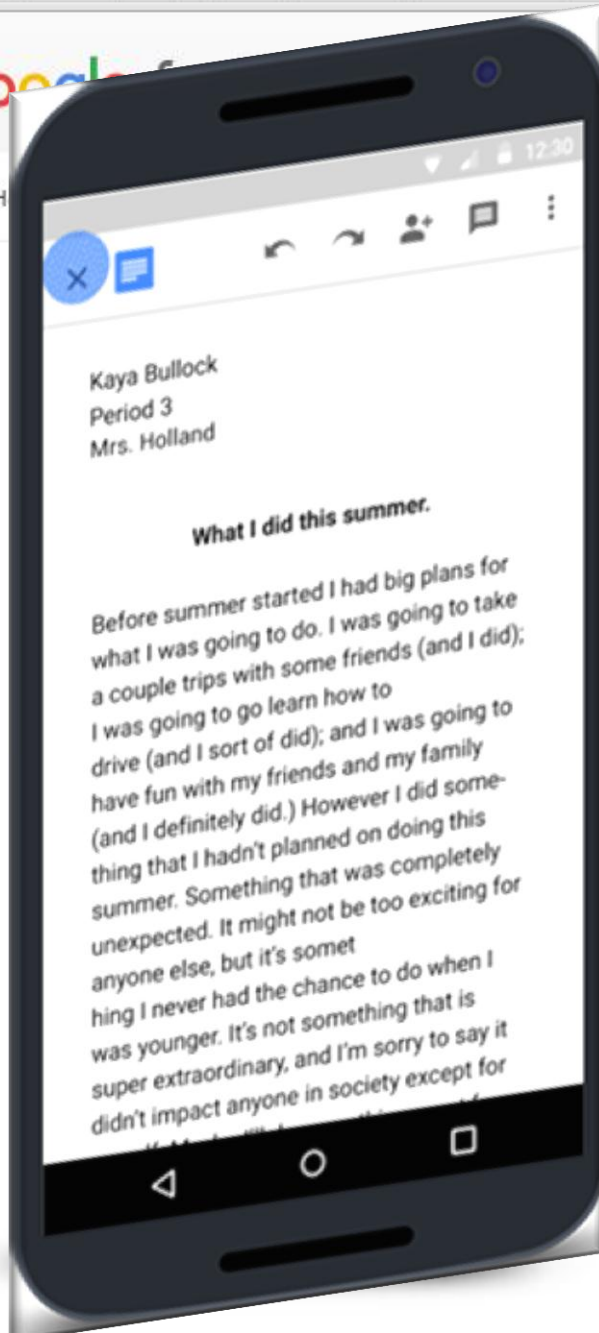 12:30
Kaya Bullock
Period 3
Mrs. Holland
What I did this summer.
Before summer started I had big plans for
what I was going to do. I was going to take
a couple trips with some friends (and I did);
I was going to go learn how to
drive (and I sort of did); and I was going to
have fun with my friends and my family
(and I definitely did.) However I did some-
thing that I hadn't planned on doing this
summer. Something that was completely
unexpected. It might not be too exciting for
anyone else, but it's somet
hing I never had the chance to do when I
was younger. It's not something that is
super extraordinary, and I'm sorry to say it
didn't impact anyone in society except for